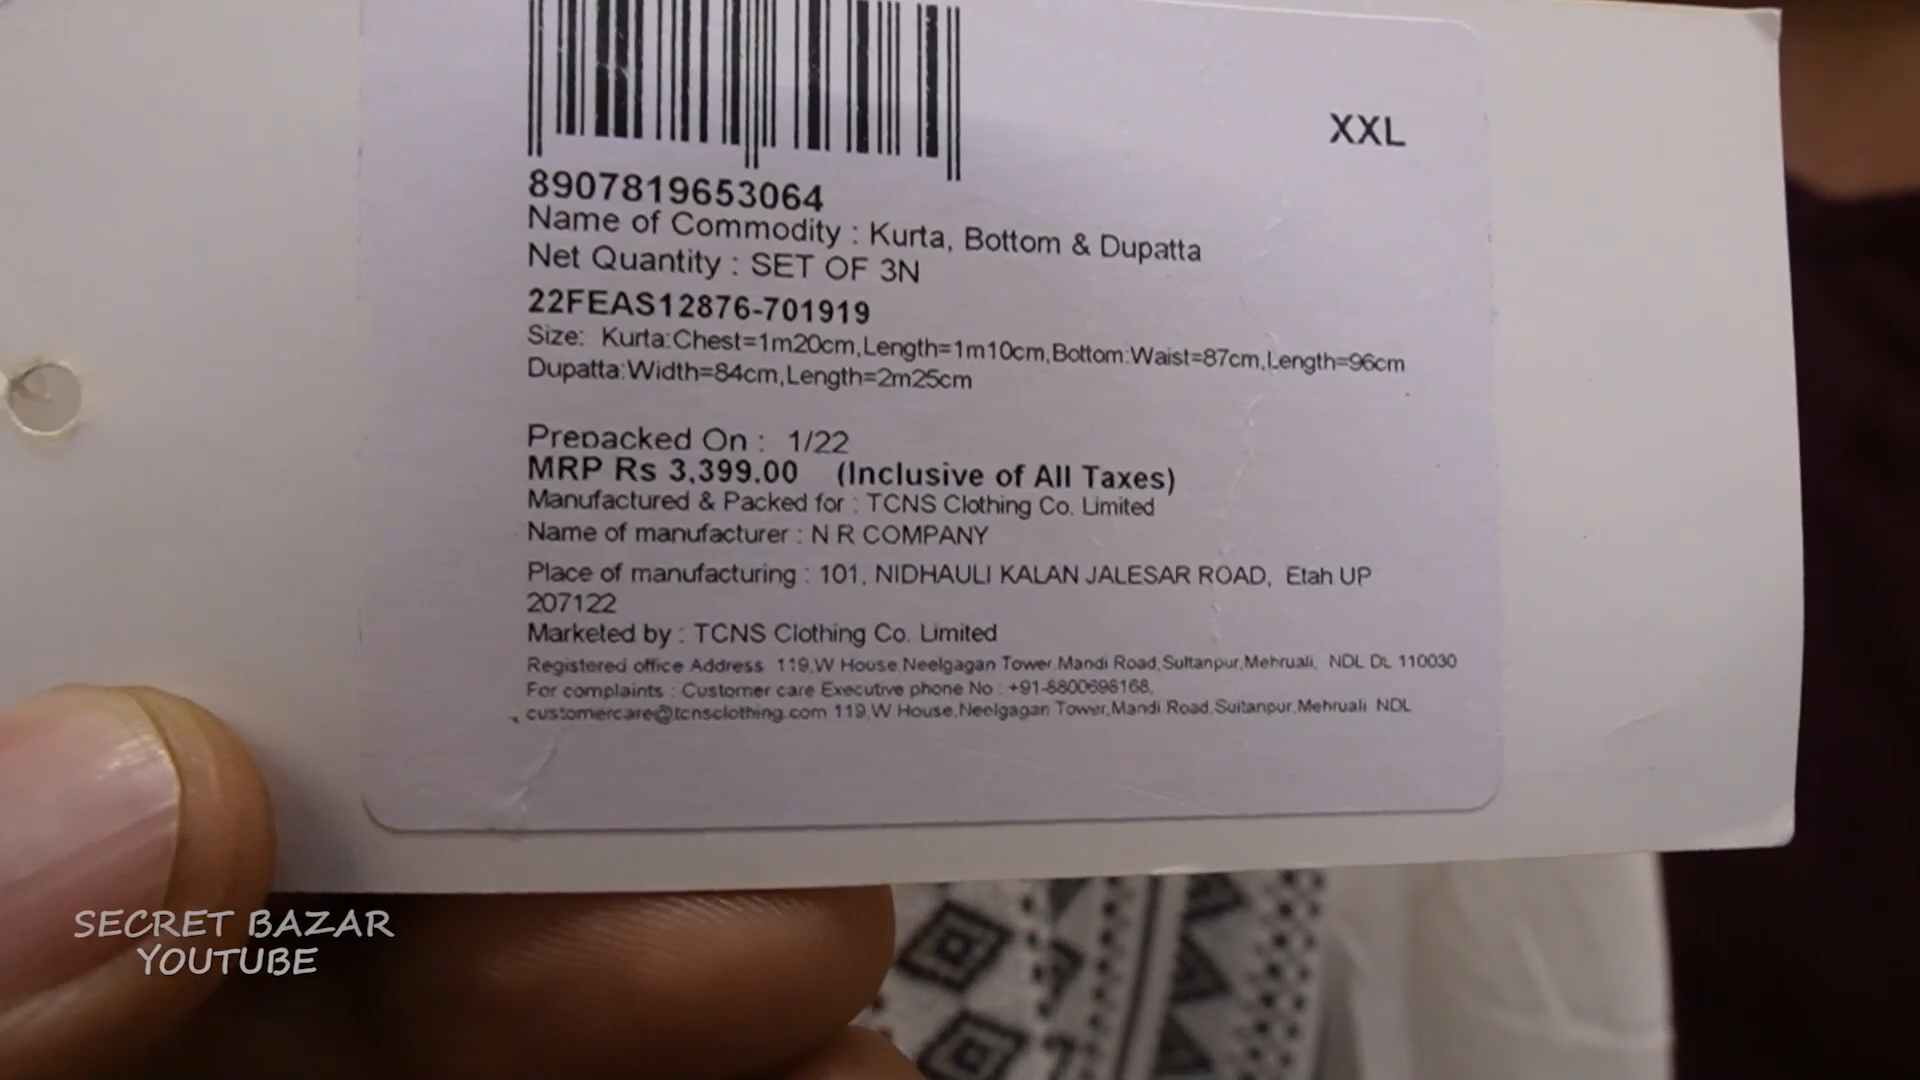 XXL
8907819653064
Name of Commodity : Kurta, Bottom & Dupatta
Net Quantity : SET OF 3N
22FEAS12876-701919
Size: Kurta:Chest=1m20cm,Length=1m10cm,Bottom:Waist=87cm,Length=96cm
Dupatta:Width=84cm,Length=2m25cm
Prepacked On : 1/22
MRP Rs 3,399.00 (Inclusive of All Taxes)
Manufactured & Packed for : TCNS Clothing Co. Limited
Name of manufacturer : N R COMPANY
Place of manufacturing : 101, NIDHAULI KALAN JALESAR ROAD, Etah UP
207122
Marketed by : TCNS Clothing Co. Limited
Registered office Address 119,W House,Neelgagan Tower,Mandi Road,Sultanpur,Mehruali, NDL DL 110030
For complaints : Customer care Executive phone No : +91-8800698168,
customercare@tcnsclothing.com 119,W House,Neelgagan Tower,Mandi Road,Sultanpur,Mehruali NDL
SECRET BAZAR
YOUTUBE